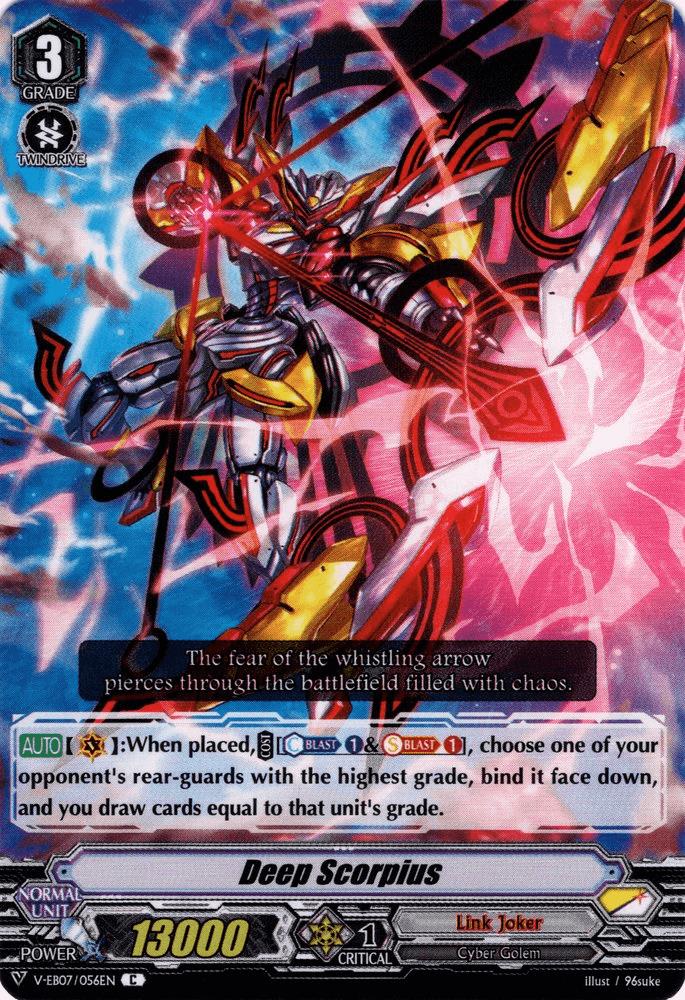 3
GRADE
TWINDRIVE
The fear of the whistling arrow
pierces through the battlefield filled with chaos.
AUTO [ V ]:When placed, COST [C BLAST 1 & S BLAST 1], choose one of your
opponent's rear-guards with the highest grade, bind it face down,
and you draw cards equal to that unit's grade.
Deep Scorpius
NORMAL
UNIT
POWER
13000
1
CRITICAL
Link Joker
Cyber Golem
V-EB07/056EN C
illust / 96suke